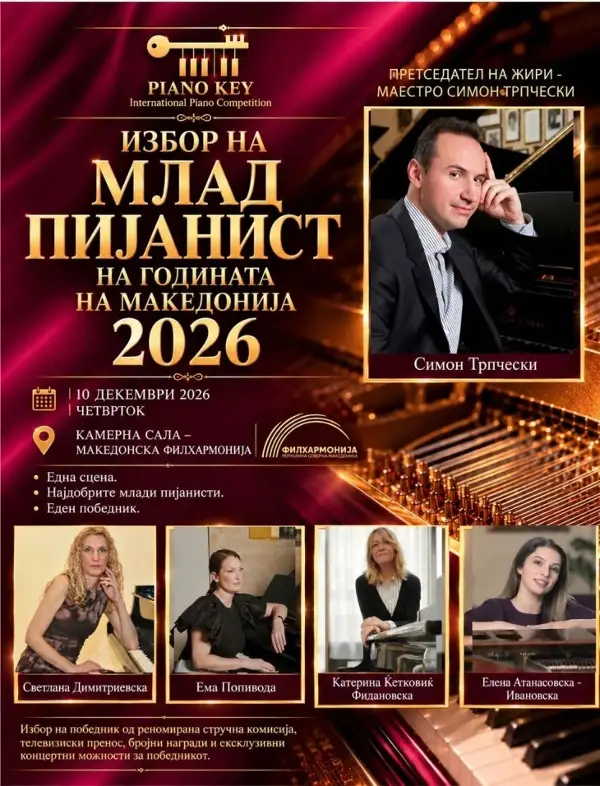 PIANO KEY
International Piano Competition
ИЗБОР НА
МЛАД
ПИЈАНИСТ
НА ГОДИНАТА
НА МАКЕДОНИЈА
2026
ПРЕТСЕДАТЕЛ НА ЖИРИ -
МАЕСТРО СИМОН ТРПЧЕСКИ
Симон Трпчески
10 ДЕКЕМВРИ 2026
ЧЕТВРТОК
КАМЕРНА САЛА –
МАКЕДОНСКА ФИЛХАРМОНИЈА
ФИЛХАРМОНИЈА
РЕПУБЛИКА СЕВЕРНА МАКЕДОНИЈА
• Една сцена.
• Најдобрите млади пијанисти.
• Еден победник.
Светлана Димитриевска
Ема Попивода
Катерина Ќетковиќ
Фидановска
Елена Атанасовска -
Ивановска
Избор на победник од реномирана стручна комисија,
телевизиски пренос, бројни награди и ексклузивни
концертни можности за победникот.